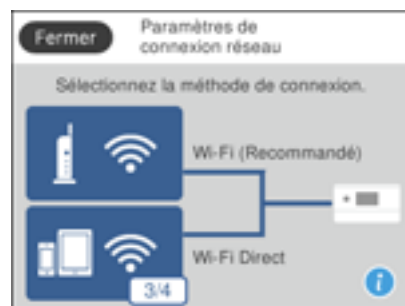 Fermer
Paramètres de
connexion réseau
Sélectionnez la méthode de connexion.
Wi-Fi (Recommandé)
Wi-Fi Direct
3/4
i